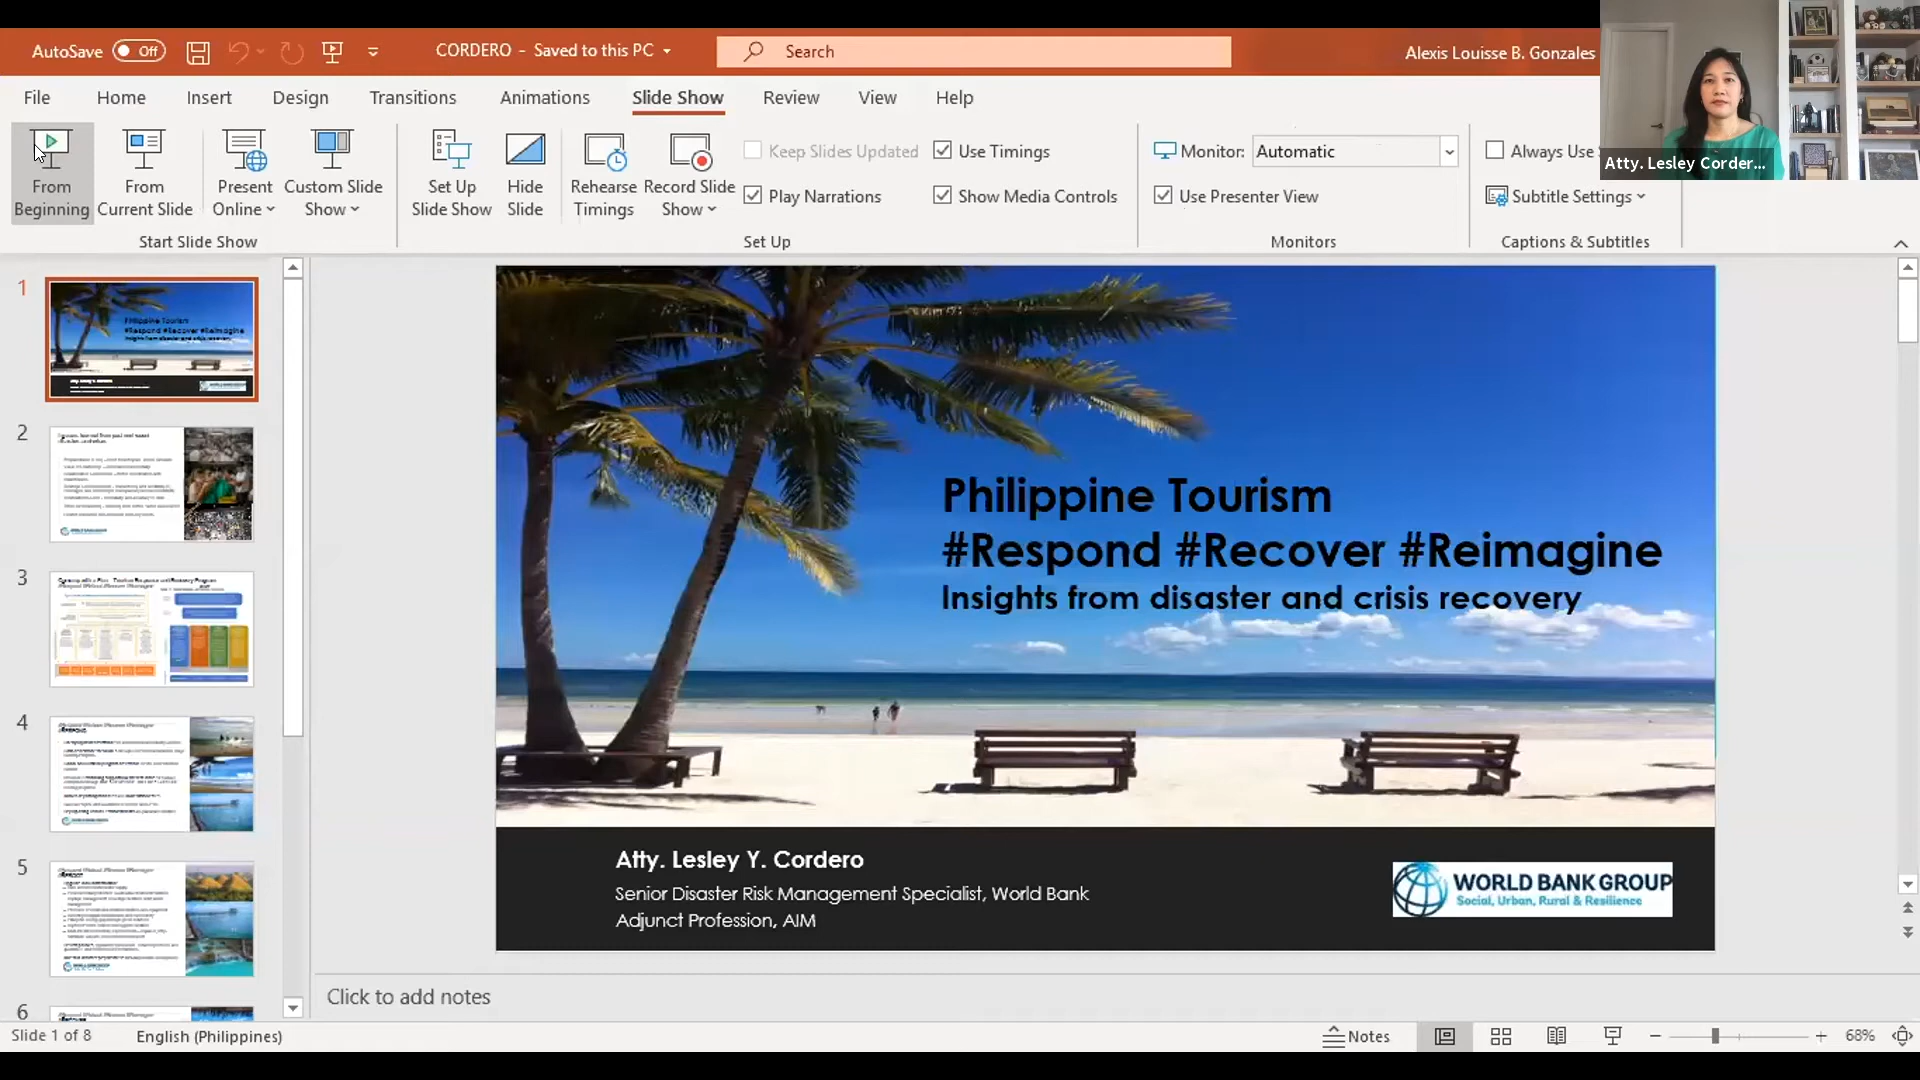 AutoSave Off
CORDERO - Saved to this PC
Search
Alexis Louisse B. Gonzales
File Home Insert Design Transitions Animations Slide Show Review View Help
From Beginning
From Current Slide
Present Online
Custom Slide Show
Start Slide Show
Set Up Slide Show
Hide Slide
Rehearse Timings
Record Slide Show
Keep Slides Updated
Play Narrations
Use Timings
Show Media Controls
Set Up
Monitor: Automatic
Use Presenter View
Monitors
Always Use
Subtitle Settings
Captions & Subtitles
Atty. Lesley Corder...
1
2
3
4
5
6
Philippine Tourism
#Respond #Recover #Reimagine
Insights from disaster and crisis recovery
Atty. Lesley Y. Cordero
Senior Disaster Risk Management Specialist, World Bank
Adjunct Profession, AIM
WORLD BANK GROUP
Social, Urban, Rural & Resilience
Click to add notes
Slide 1 of 8
English (Philippines)
Notes
68%